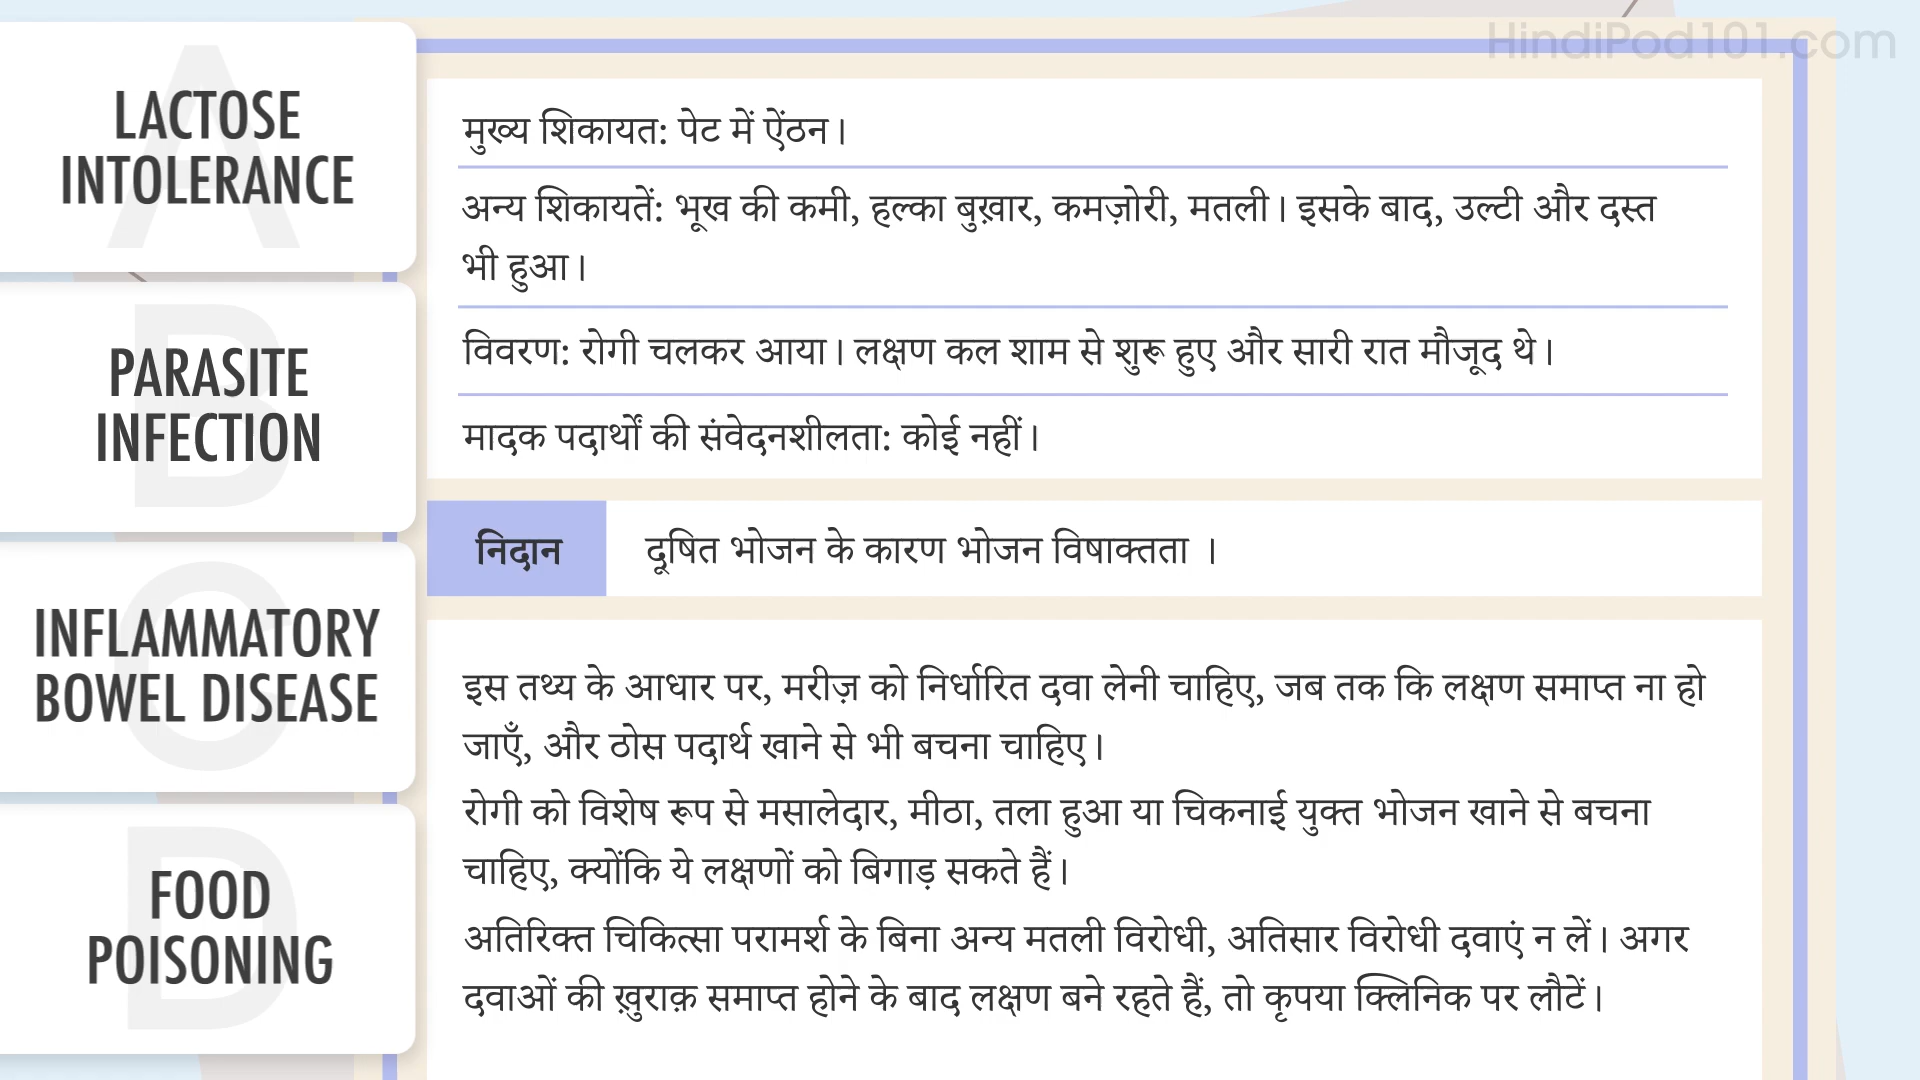 HindiPod101.com
A
LACTOSE
INTOLERANCE
B
PARASITE
INFECTION
C
INFLAMMATORY
BOWEL DISEASE
D
FOOD
POISONING
मुख्य शिकायत: पेट में ऐंठन।
अन्य शिकायतें: भूख की कमी, हल्का बुख़ार, कमज़ोरी, मतली। इसके बाद, उल्टी और दस्त
भी हुआ।
विवरण: रोगी चलकर आया। लक्षण कल शाम से शुरू हुए और सारी रात मौजूद थे।
मादक पदार्थों की संवेदनशीलता: कोई नहीं।
निदान दूषित भोजन के कारण भोजन विषाक्तता ।
इस तथ्य के आधार पर, मरीज़ को निर्धारित दवा लेनी चाहिए, जब तक कि लक्षण समाप्त ना हो
जाएँ, और ठोस पदार्थ खाने से भी बचना चाहिए।
रोगी को विशेष रूप से मसालेदार, मीठा, तला हुआ या चिकनाई युक्त भोजन खाने से बचना
चाहिए, क्योंकि ये लक्षणों को बिगाड़ सकते हैं।
अतिरिक्त चिकित्सा परामर्श के बिना अन्य मतली विरोधी, अतिसार विरोधी दवाएं न लें। अगर
दवाओं की ख़ुराक़ समाप्त होने के बाद लक्षण बने रहते हैं, तो कृपया क्लिनिक पर लौटें।